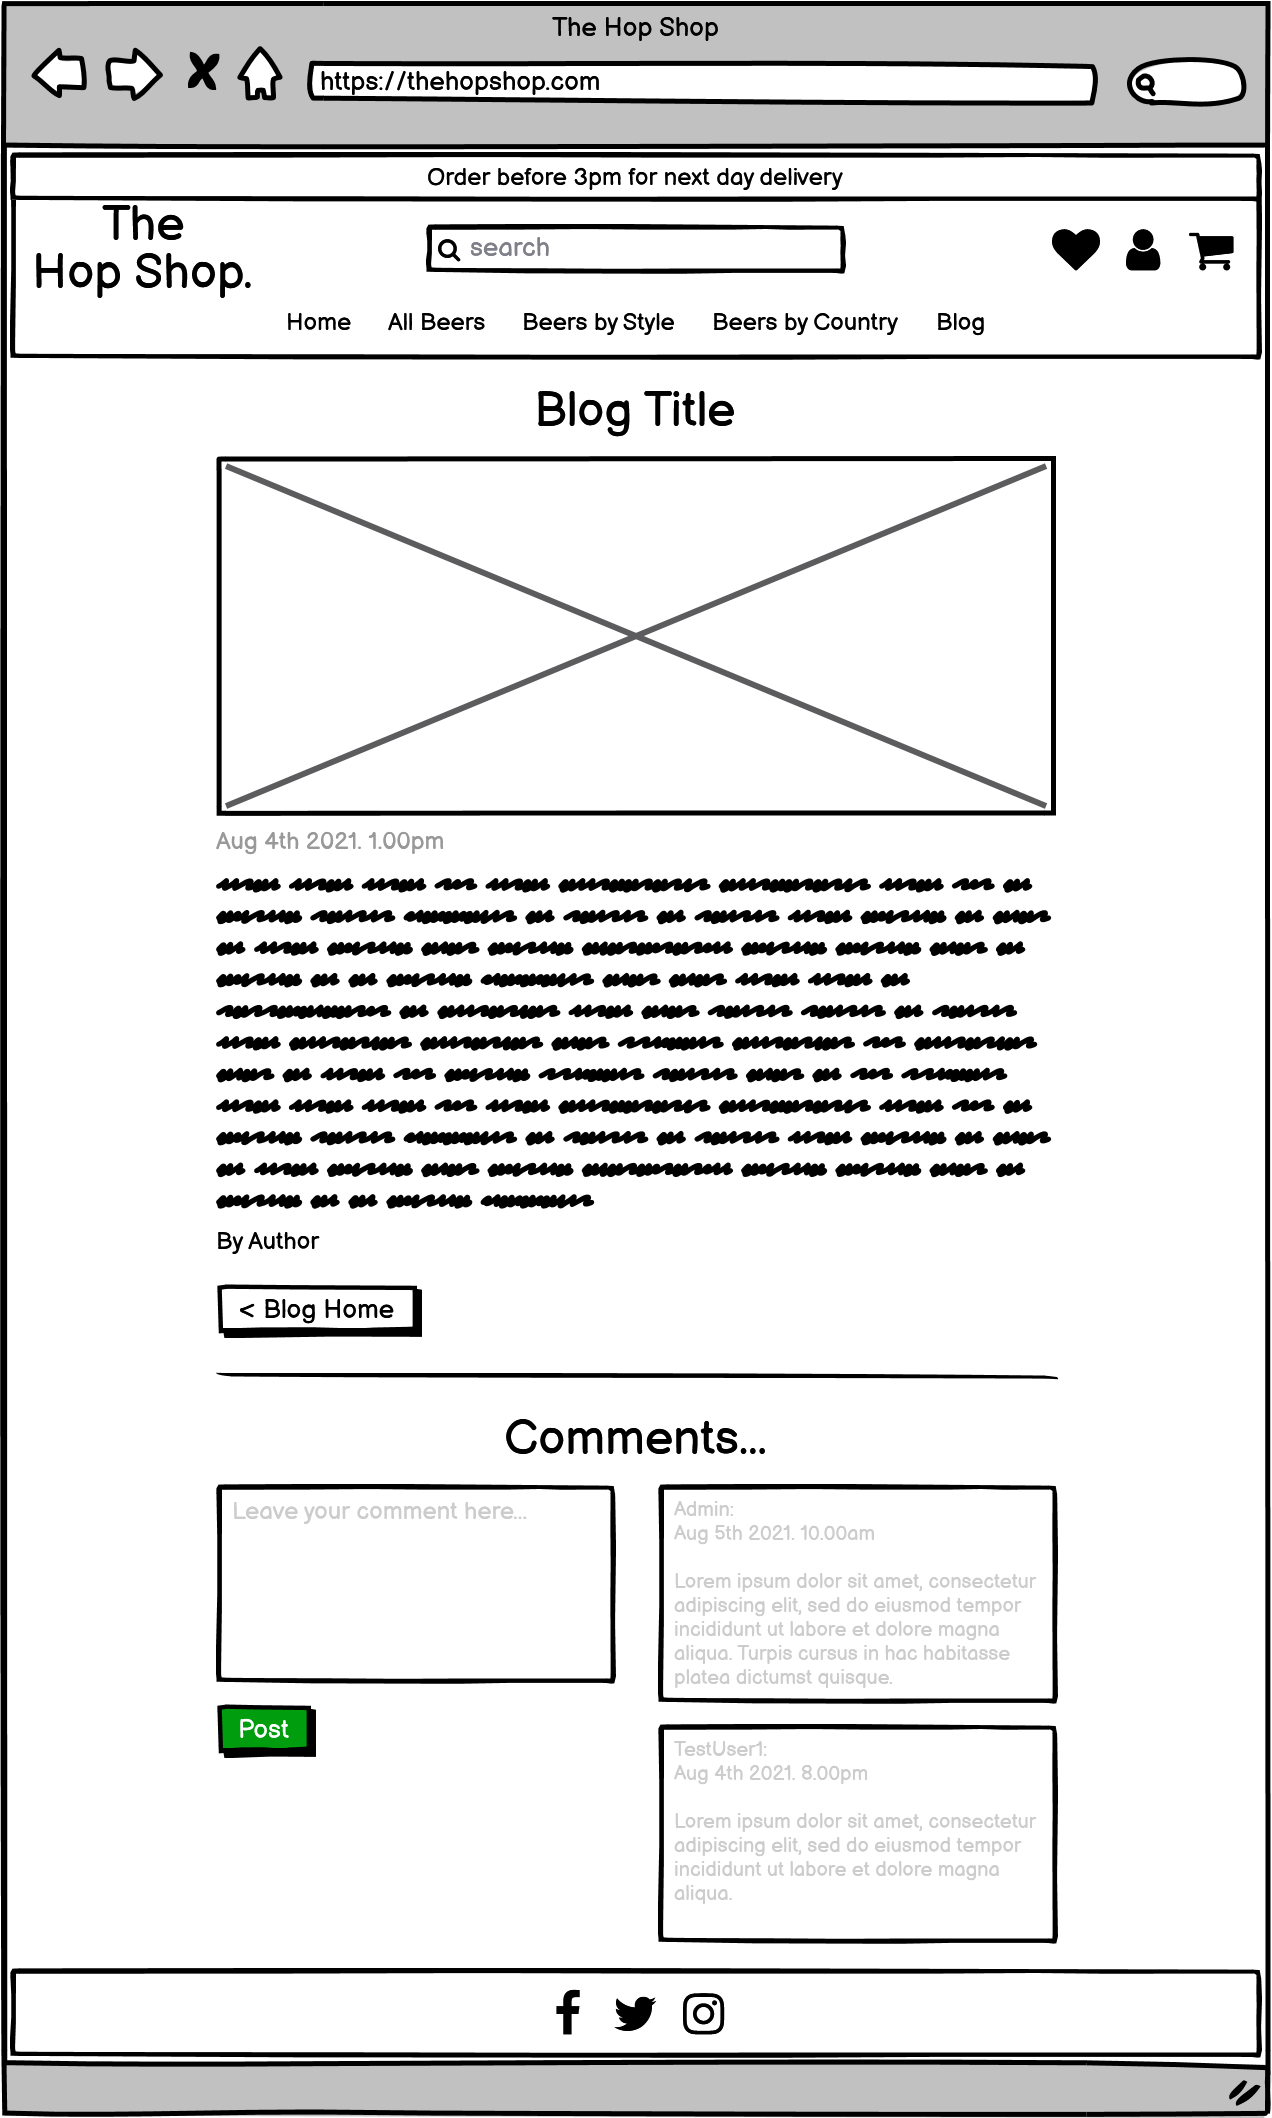 The Hop Shop
https://thehopshop.com
Order before 3pm for next day delivery
The
Hop Shop.
search
Home All Beers Beers by Style Beers by Country Blog
Blog Title
Aug 4th 2021. 1.00pm
By Author
< Blog Home
Comments...
Leave your comment here...
Post
Admin:
Aug 5th 2021. 10.00am
Lorem ipsum dolor sit amet, consectetur
adipiscing elit, sed do eiusmod tempor
incididunt ut labore et dolore magna
aliqua. Turpis cursus in hac habitasse
platea dictumst quisque.
TestUser1:
Aug 4th 2021. 8.00pm
Lorem ipsum dolor sit amet, consectetur
adipiscing elit, sed do eiusmod tempor
incididunt ut labore et dolore magna
aliqua.